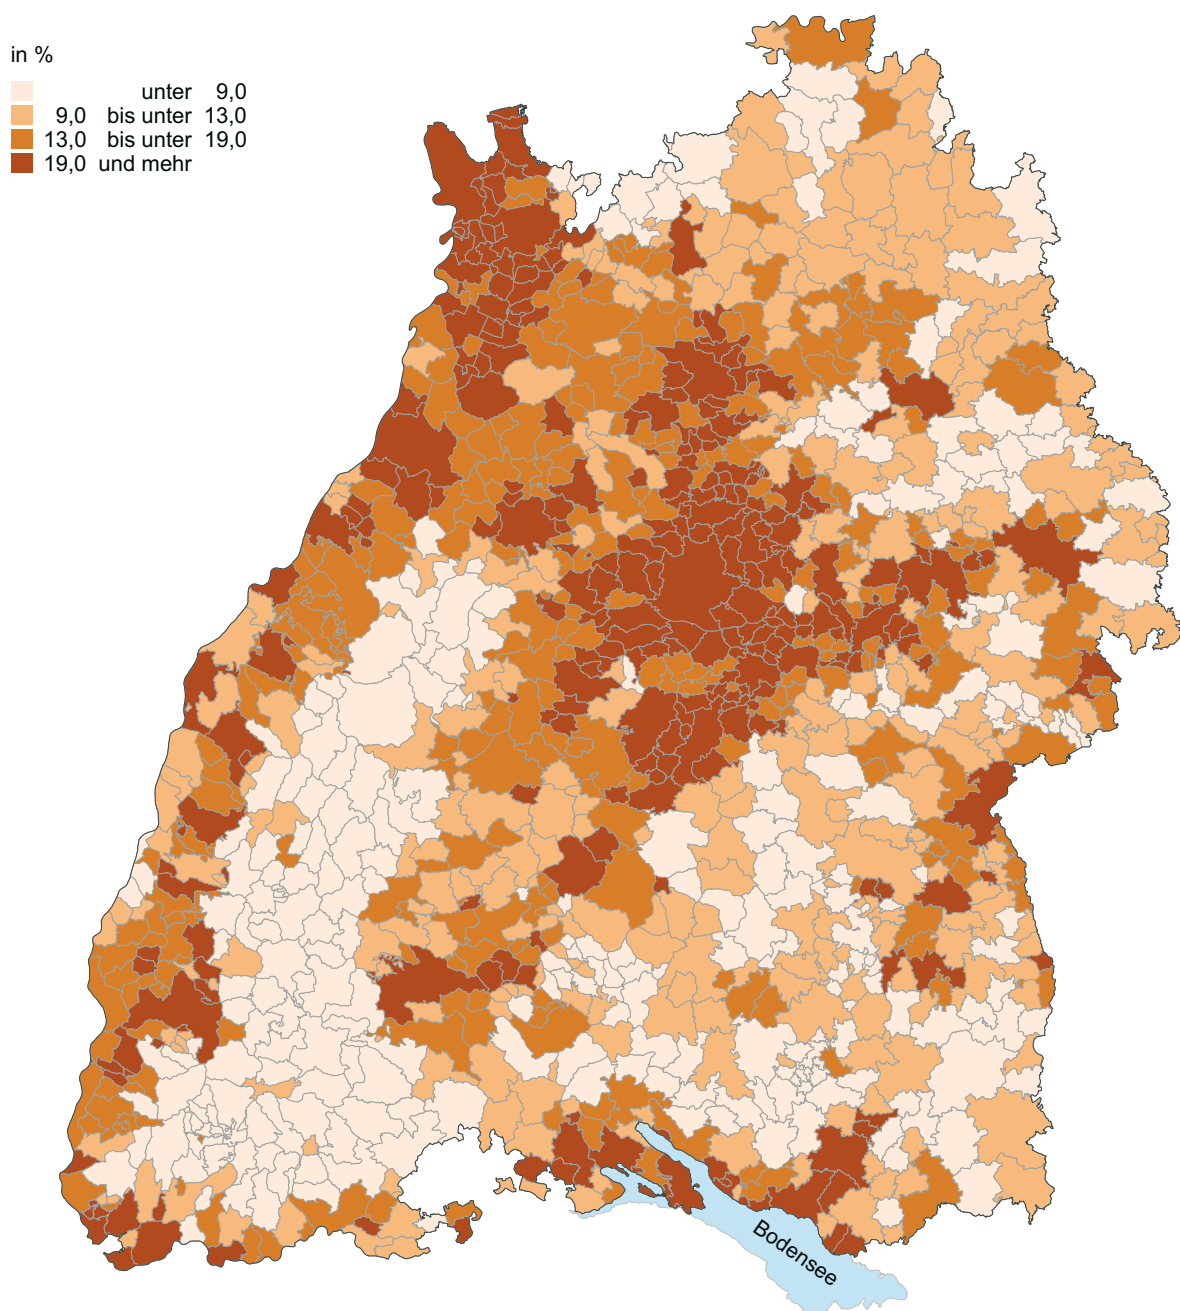 in %
unter 9,0
9,0 bis unter 13,0
13,0 bis unter 19,0
19,0 und mehr
Bodensee